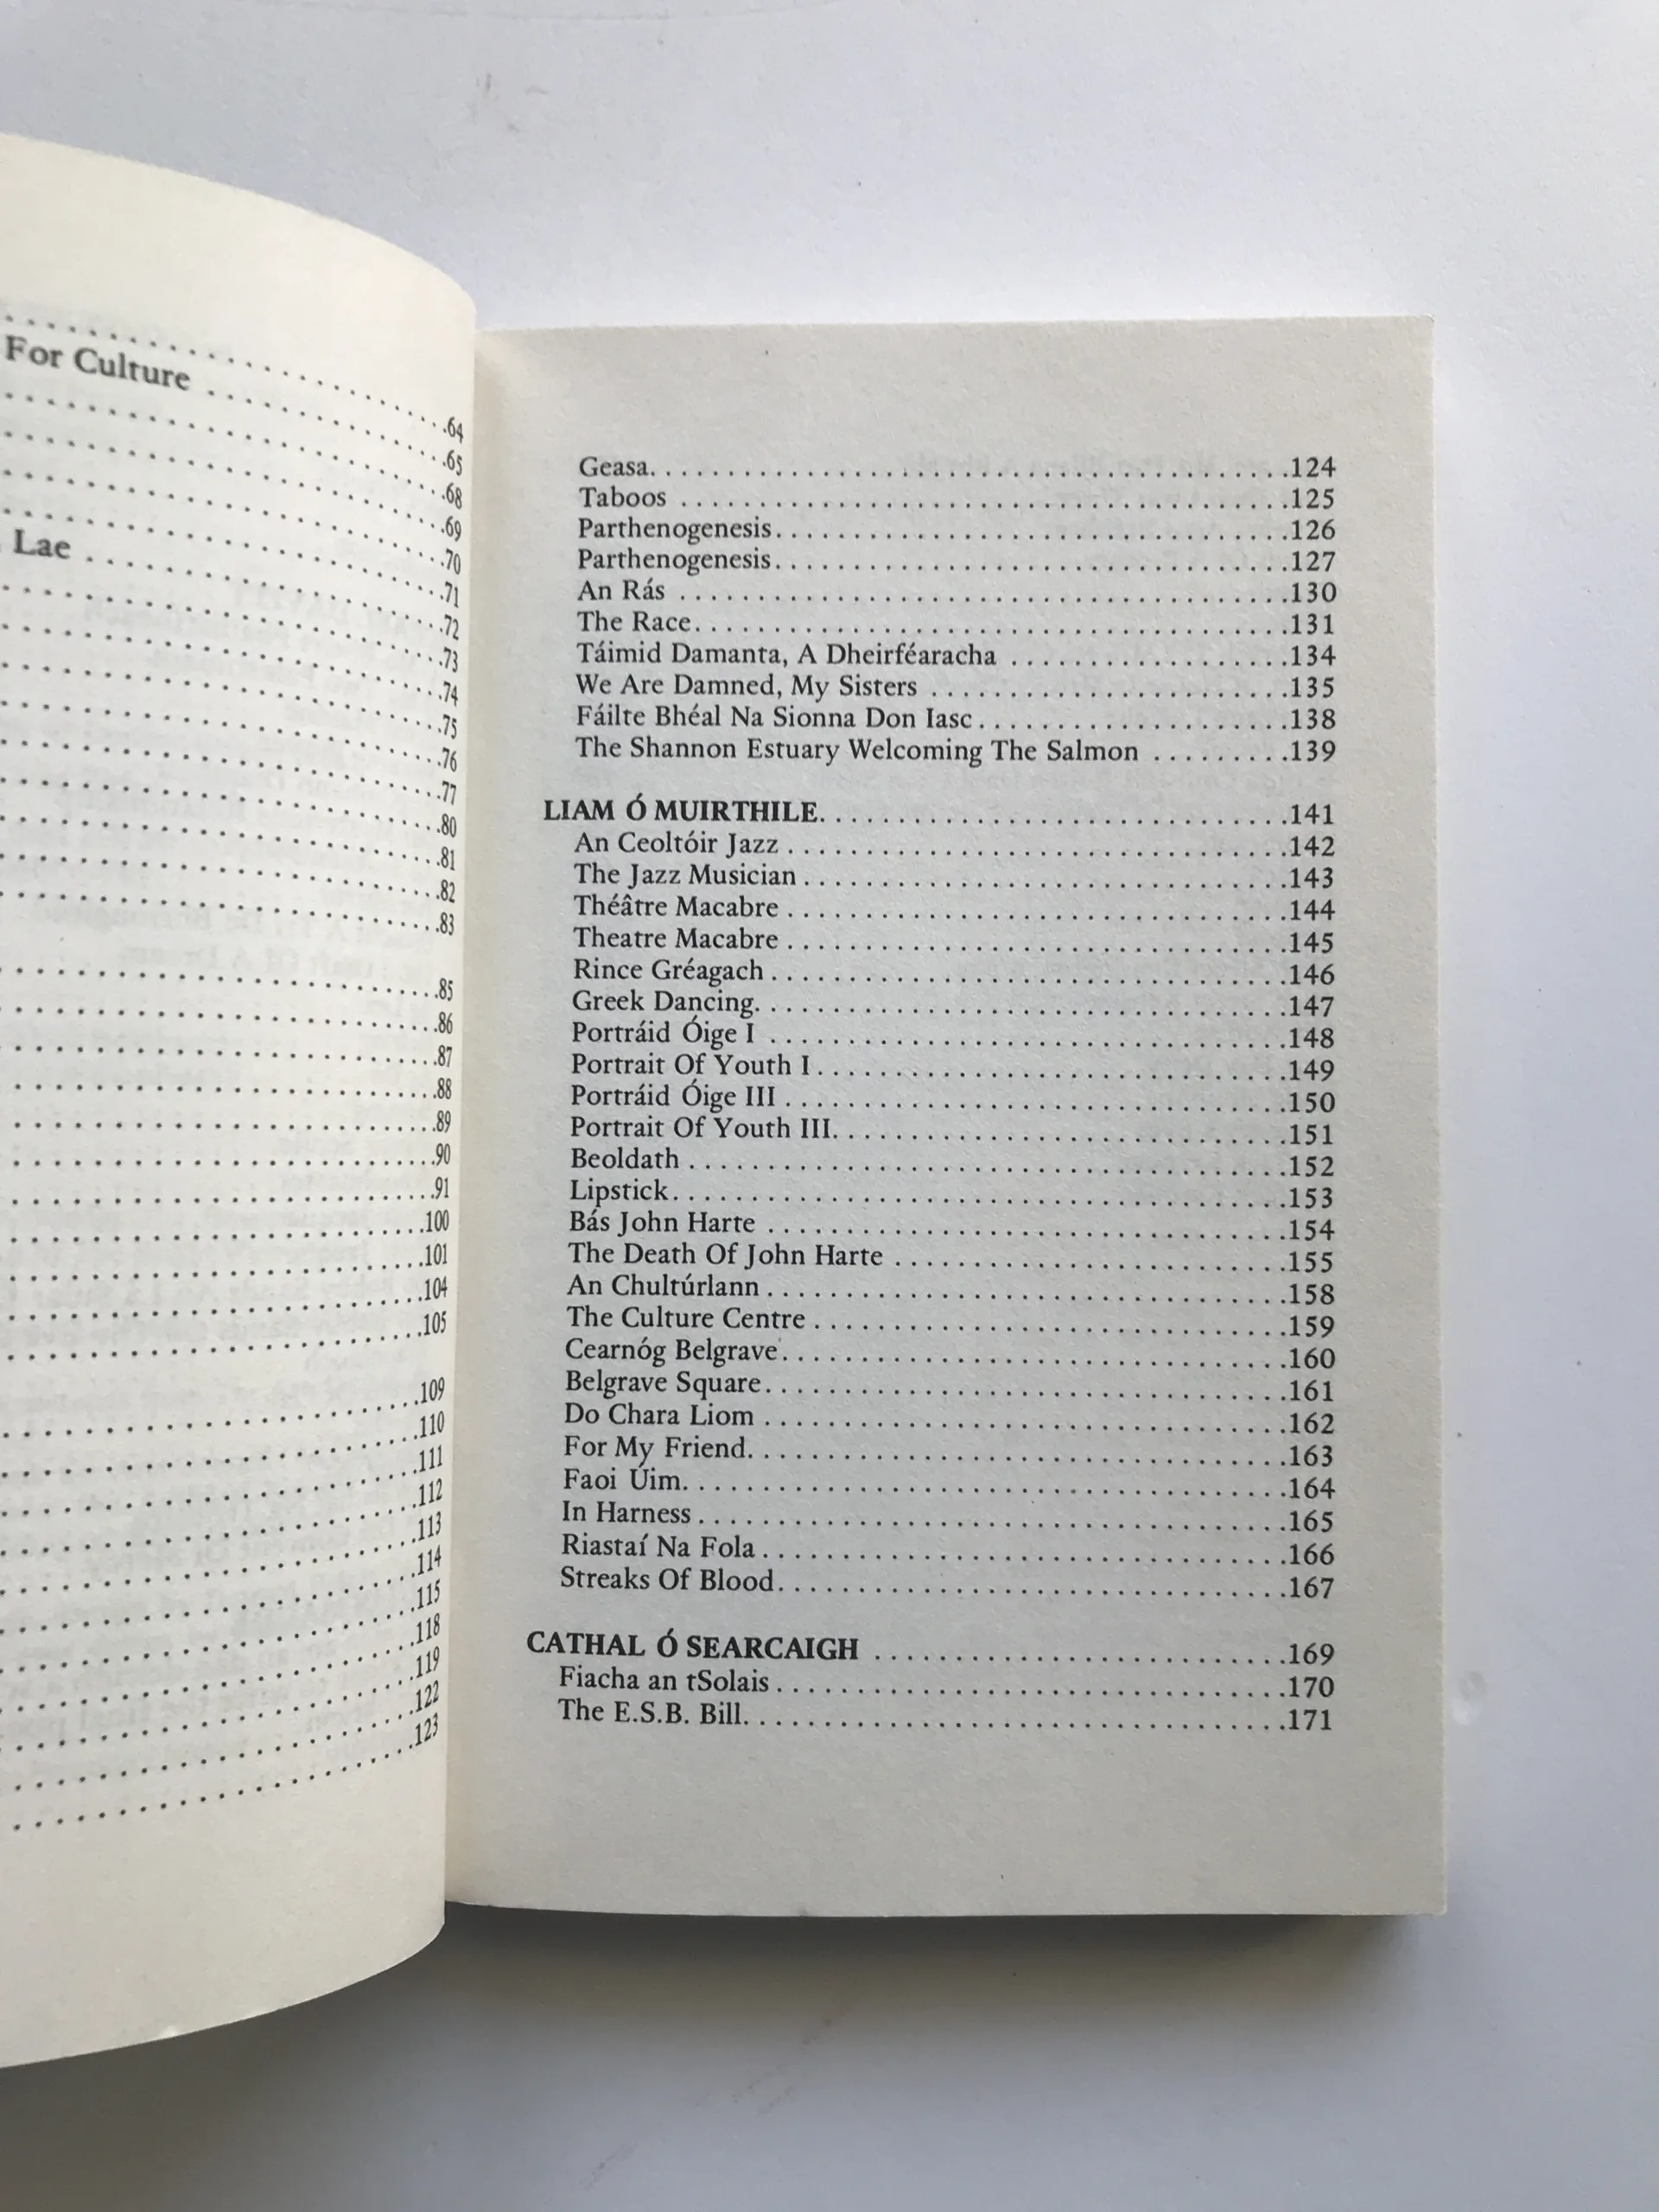 For Culture
.64
.65
.68
.69
.70
Lae
.71
.72
.73
.74
.75
.76
.77
.80
.81
.82
.83
.85
.86
.87
.88
.89
.90
.91
.100
.101
.104
.105
.109
.110
.111
.112
.113
.114
.115
.118
.119
.122
.123
Geasa. . . . . . . . . . 124
Taboos . . . . . . . . . . 125
Parthenogenesis. . . . . . . . . . 126
Parthenogenesis. . . . . . . . . . 127
An Rás . . . . . . . . . . 130
The Race. . . . . . . . . . 131
Táimid Damanta, A Dheirféaracha . . . . . . . . . . 134
We Are Damned, My Sisters . . . . . . . . . . 135
Fáilte Bhéal Na Sionna Don Iasc. . . . . . . . . . 138
The Shannon Estuary Welcoming The Salmon . . . . . . . . . 139
LIAM Ó MUIRTHILE. . . . . . . . . . 141
An Ceoltóir Jazz . . . . . . . . . . 142
The Jazz Musician . . . . . . . . . . 143
Théâtre Macabre . . . . . . . . . . 144
Theatre Macabre . . . . . . . . . . 145
Rince Gréagach . . . . . . . . . . 146
Greek Dancing. . . . . . . . . . 147
Portráid Óige I . . . . . . . . . . 148
Portrait Of Youth I . . . . . . . . . . 149
Portráid Óige III . . . . . . . . . . 150
Portrait Of Youth III. . . . . . . . . . 151
Beoldath . . . . . . . . . . 152
Lipstick. . . . . . . . . . 153
Bás John Harte . . . . . . . . . . 154
The Death Of John Harte . . . . . . . . . . 155
An Chultúrlann . . . . . . . . . . 158
The Culture Centre . . . . . . . . . . 159
Cearnóg Belgrave . . . . . . . . . . 160
Belgrave Square. . . . . . . . . . 161
Do Chara Liom . . . . . . . . . . 162
For My Friend. . . . . . . . . . 163
Faoi Úim. . . . . . . . . . 164
In Harness . . . . . . . . . . 165
Riastaí Na Fola . . . . . . . . . . 166
Streaks Of Blood. . . . . . . . . . 167
CATHAL Ó SEARCAIGH . . . . . . . . . . 169
Fiacha an tSolais . . . . . . . . . . 170
The E.S.B. Bill. . . . . . . . . . 171